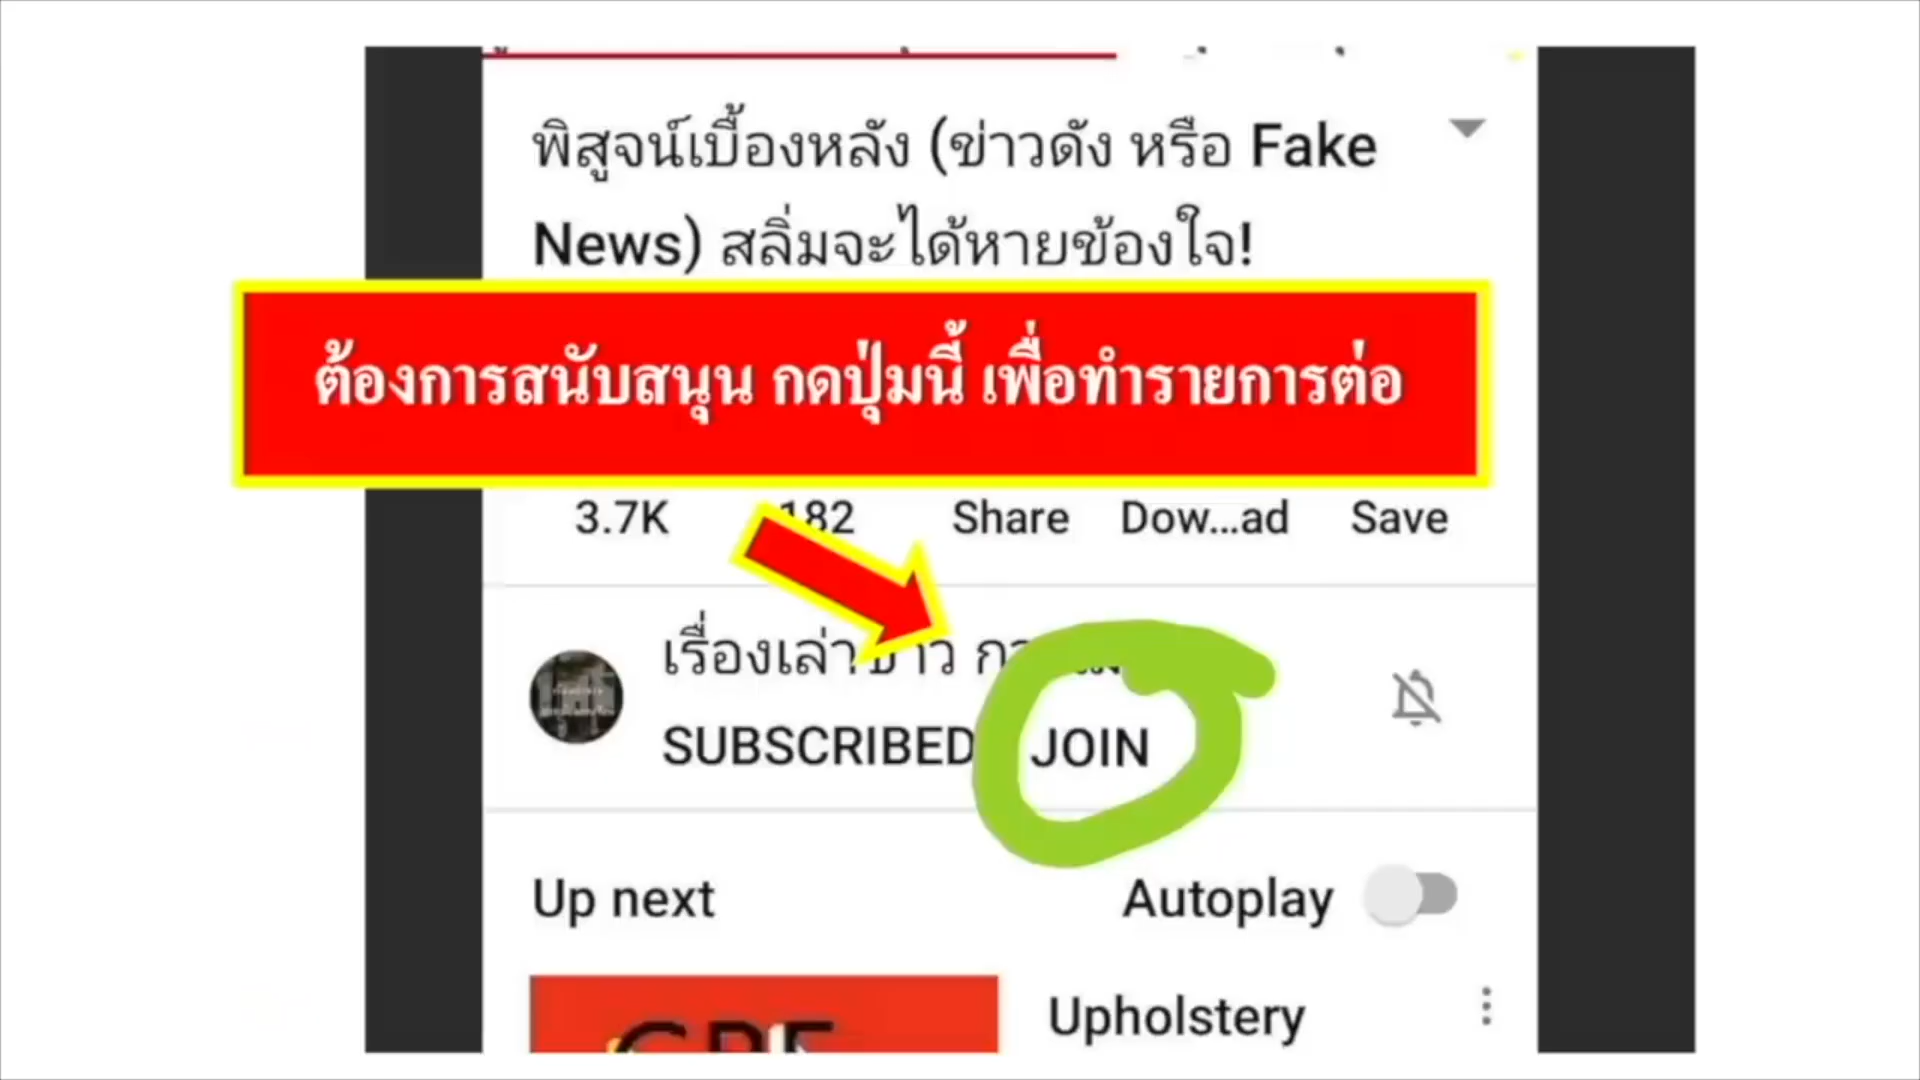 พิสูจน์เบื้องหลัง (ข่าวดัง หรือ Fake
News) สลิ่มจะได้หายข้องใจ!
ต้องการสนับสนุน กดปุ่มนี้ เพื่อทำรายการต่อ
3.7K 182 Share Dow...ad Save
เรื่องเล่าข่าว
SUBSCRIBED JOIN
Up next Autoplay
Upholstery